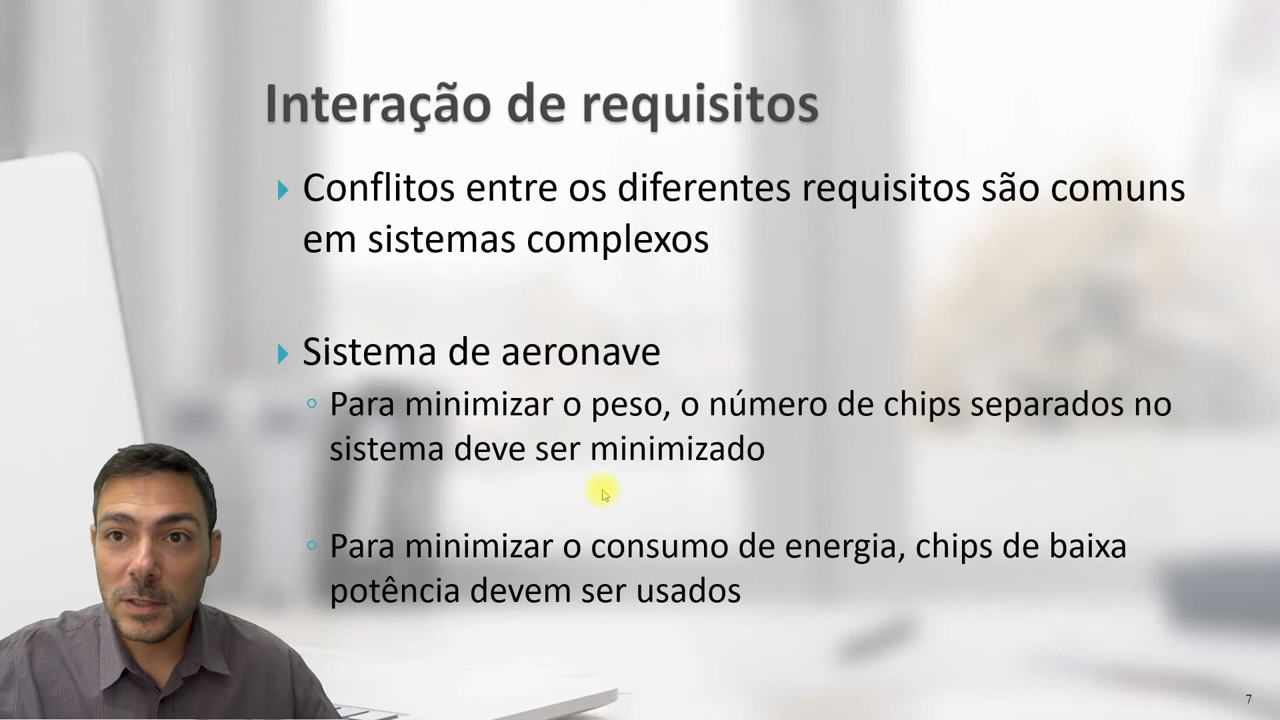 Interação de requisitos
Conflitos entre os diferentes requisitos são comuns
em sistemas complexos
Sistema de aeronave
Para minimizar o peso, o número de chips separados no
sistema deve ser minimizado
Para minimizar o consumo de energia, chips de baixa
potência devem ser usados
7